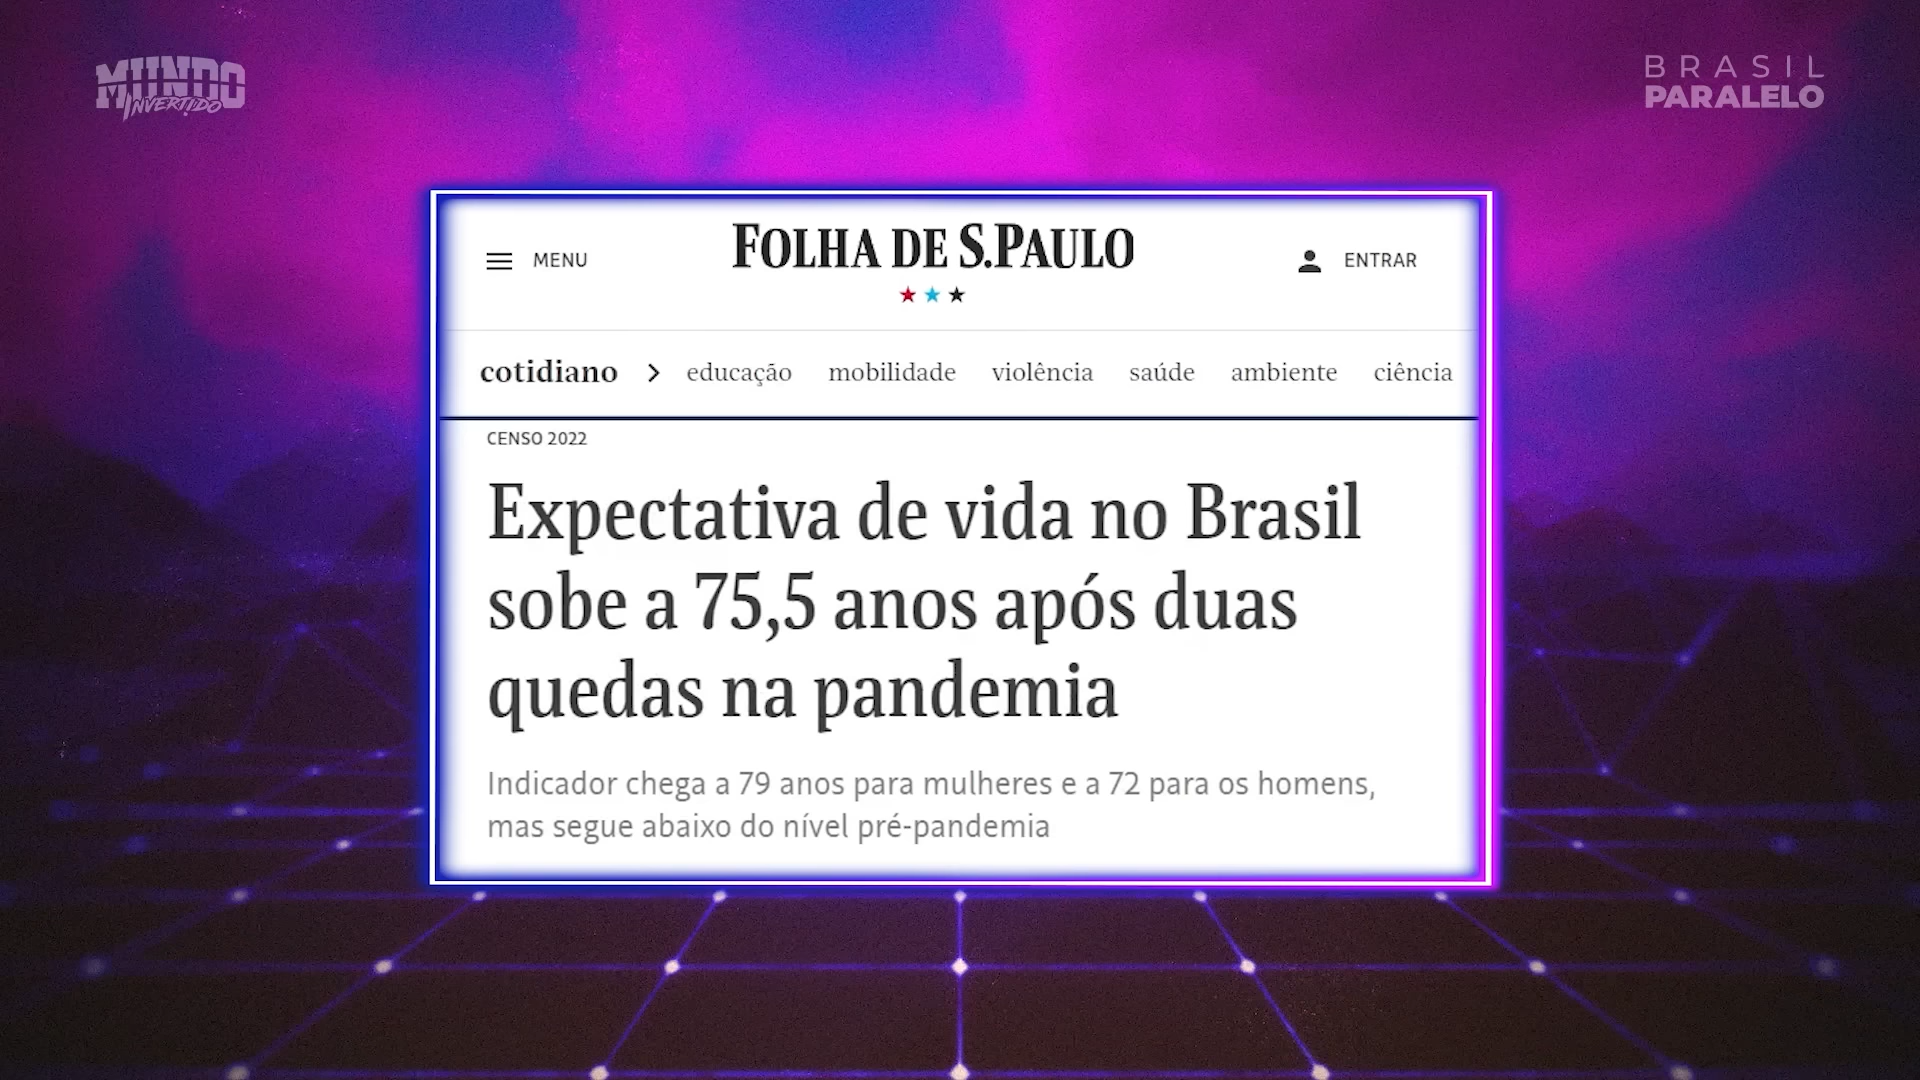 MUNDO
INVERTIDO
BRASIL
PARALELO
MENU
FOLHA DE S.PAULO
ENTRAR
cotidiano > educação mobilidade violência saúde ambiente ciência
CENSO 2022
Expectativa de vida no Brasil
sobe a 75,5 anos após duas
quedas na pandemia
Indicador chega a 79 anos para mulheres e a 72 para os homens,
mas segue abaixo do nível pré-pandemia